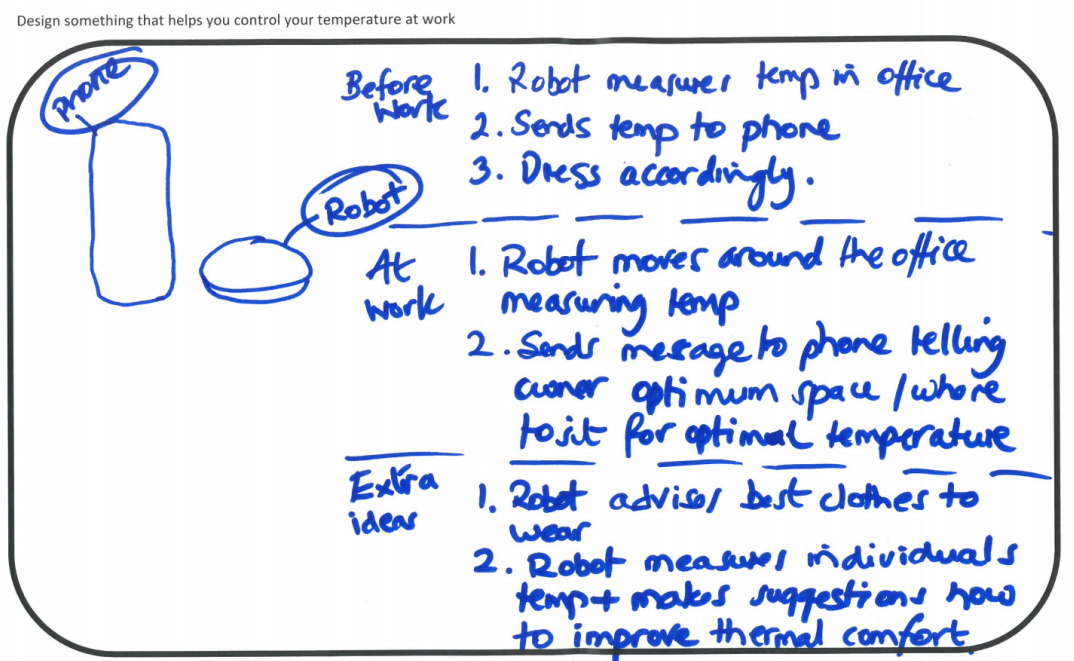 Design something that helps you control your temperature at work
PHONE
Before
Work
1. Robot measures temp in office
2. Sends temp to phone
3. Dress accordingly.
Robot
At
Work
1. Robot moves around the office
measuring temp
2. Sends message to phone telling
owner optimum space / where
to sit for optimal temperature
Extra
ideas
1. Robot advises best clothes to
wear
2. Robot measures individuals
temp + makes suggestions how
to improve thermal comfort.